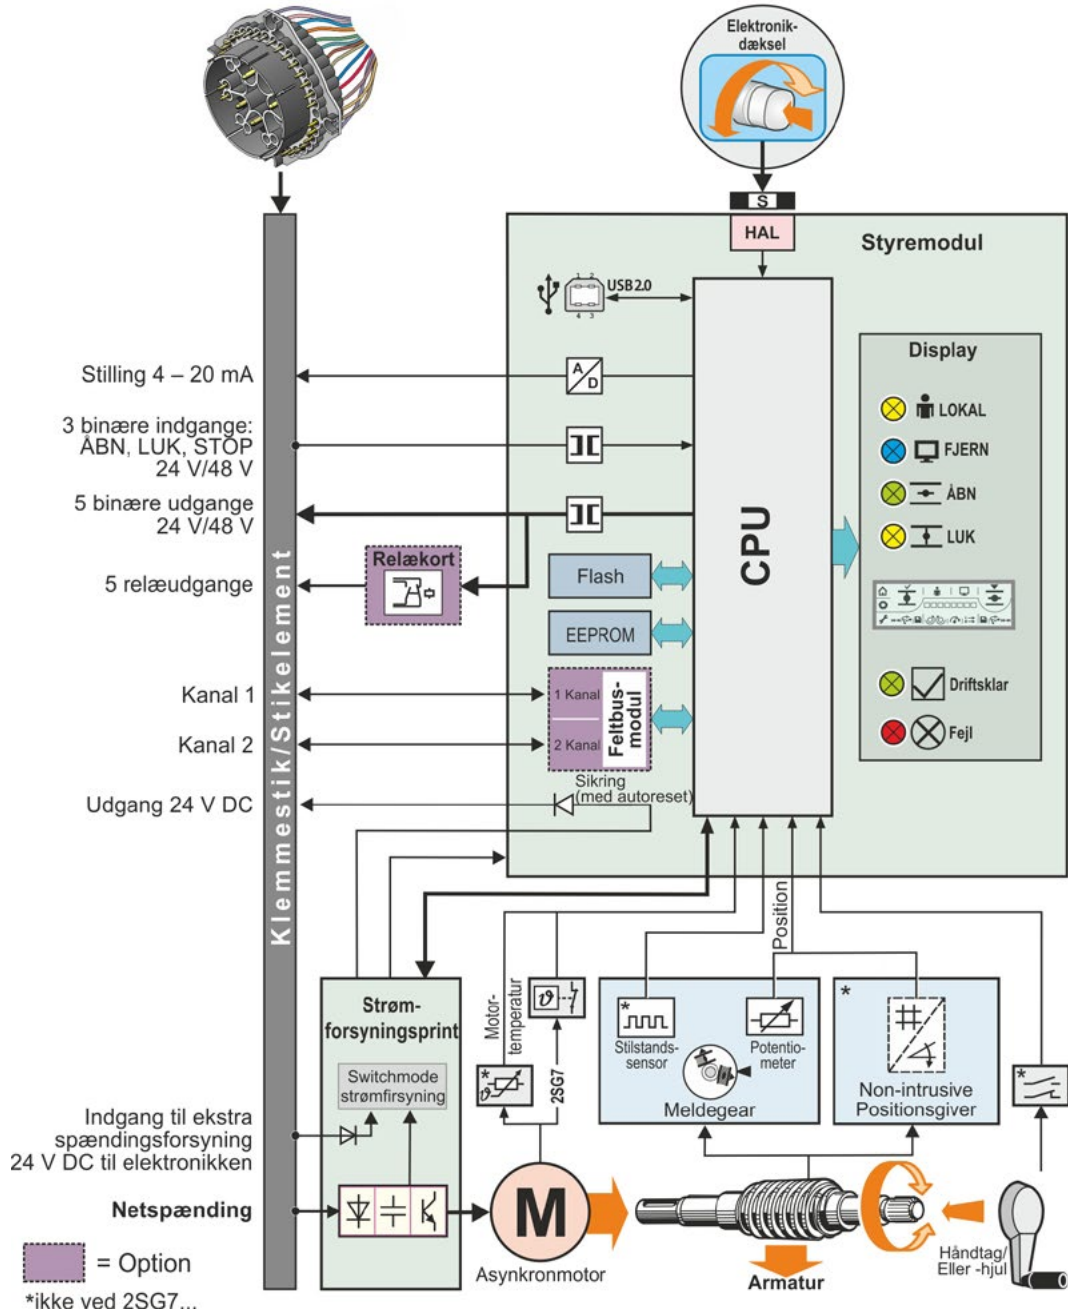 Elektronik-
dæksel
S
HAL
Styremodul
1 2
USB 2.0
4 3
Stilling 4 – 20 mA
A
D
3 binære indgange:
ÅBN, LUK, STOP
24 V/48 V
5 binære udgange
24 V/48 V
Relækort
5 relæudgange
Flash
EEPROM
Kanal 1
Kanal 2
1 Kanal
2 Kanal
Feltbus-
modul
Sikring
(med autoreset)
Udgang 24 V DC
CPU
Display
LOKAL
FJERN
ÅBN
LUK
Driftsklar
Fejl
Klemmestik/Stikelement
Position
Strøm-
forsyningsprint
Switchmode
strømfirsyning
Motor-
temperatur
*
ϑ
ϑ
2SG7
*
Stilstands-
sensor
Potentio-
meter
Meldegear
*
Non-intrusive
Positionsgiver
*
Indgang til ekstra
spændingsforsyning
24 V DC til elektronikken
Netspænding
M
Asynkronmotor
Armatur
Håndtag/
Eller -hjul
= Option
*ikke ved 2SG7...